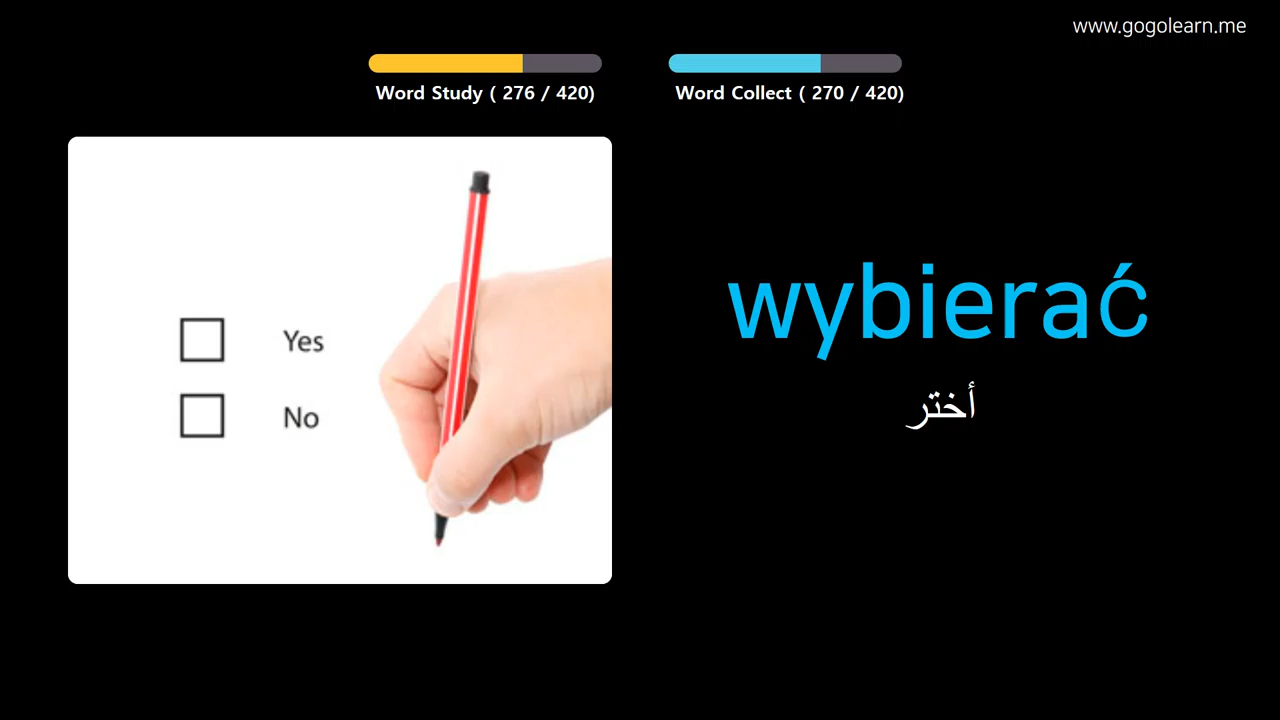 www.gogolearn.me
Word Study ( 276 / 420)
Word Collect ( 270 / 420)
Yes
No
wybierać
أختر